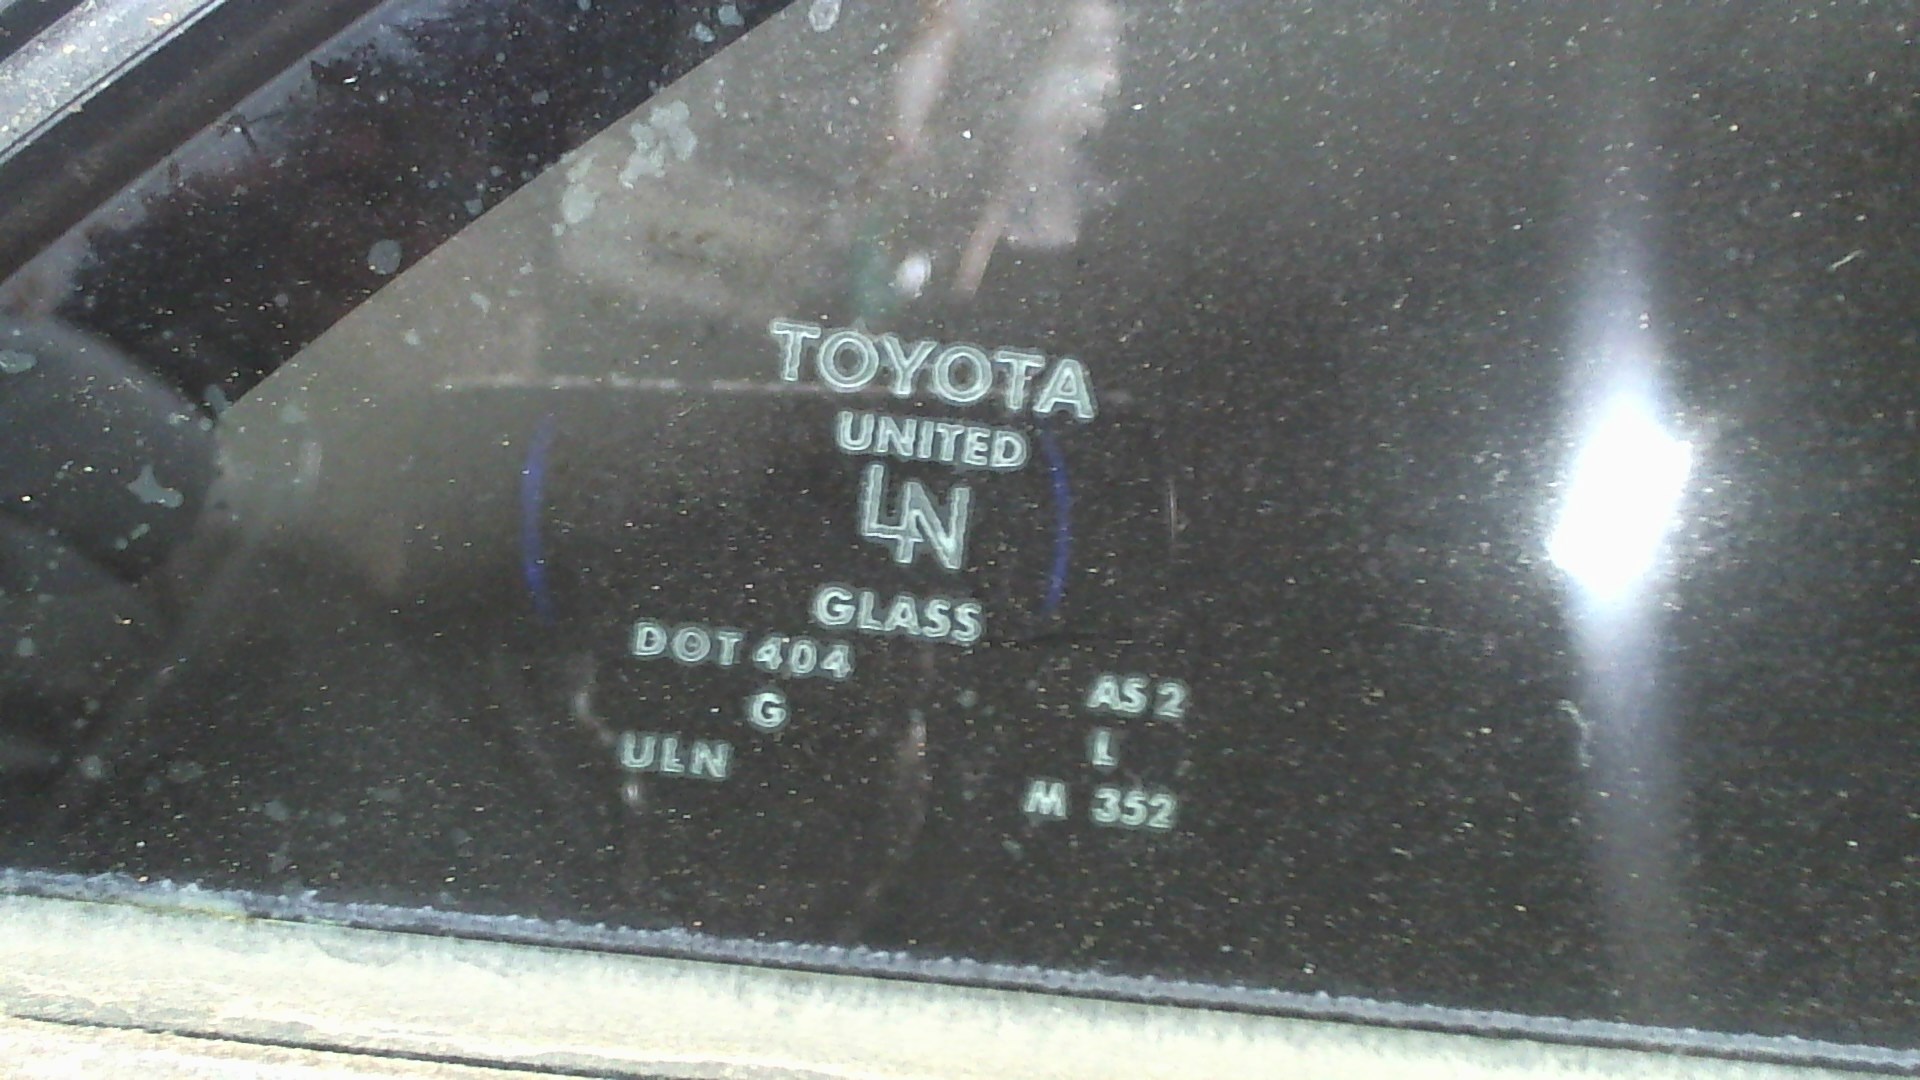 TOYOTA
UNITED
LN
GLASS
DOT 404
AS 2
G
L
ULN
M 352